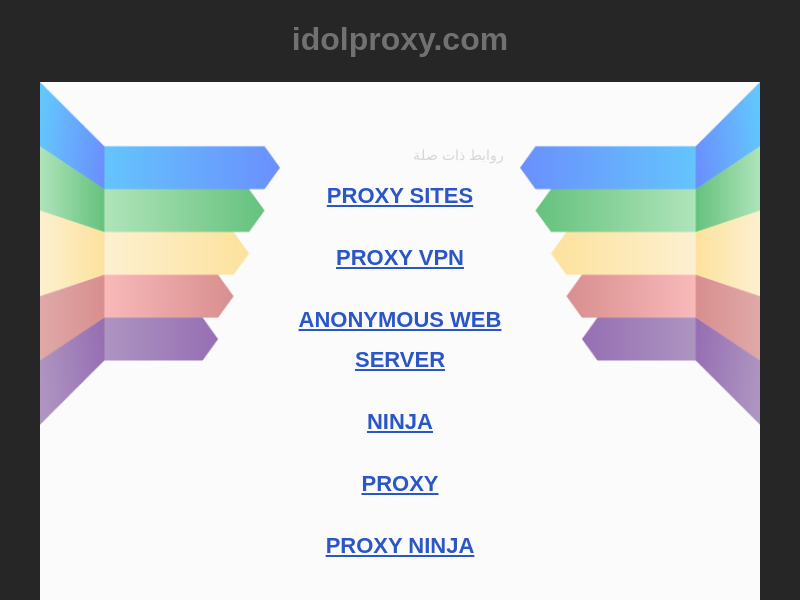 idolproxy.com
روابط ذات صلة
PROXY SITES
PROXY VPN
ANONYMOUS WEB
SERVER
NINJA
PROXY
PROXY NINJA